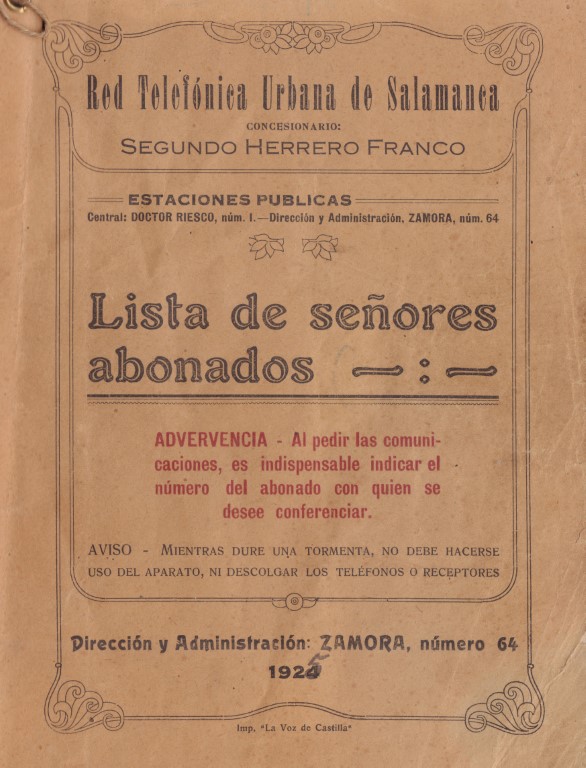 Red Telefónica Urbana de Salamanca
CONCESIONARIO:
SEGUNDO HERRERO FRANCO
ESTACIONES PUBLICAS
Central: DOCTOR RIESCO, núm. 1.—Dirección y Administración, ZAMORA, núm. 64
Lista de señores
abonados — : —
ADVERVENCIA - Al pedir las comuni-
caciones, es indispensable indicar el
número del abonado con quien se
desee conferenciar.
AVISO - MIENTRAS DURE UNA TORMENTA, NO DEBE HACERSE
USO DEL APARATO, NI DESCOLGAR LOS TELÉFONOS O RECEPTORES
Dirección y Administración: ZAMORA, número 64
1925
Imp. "La Voz de Castilla"